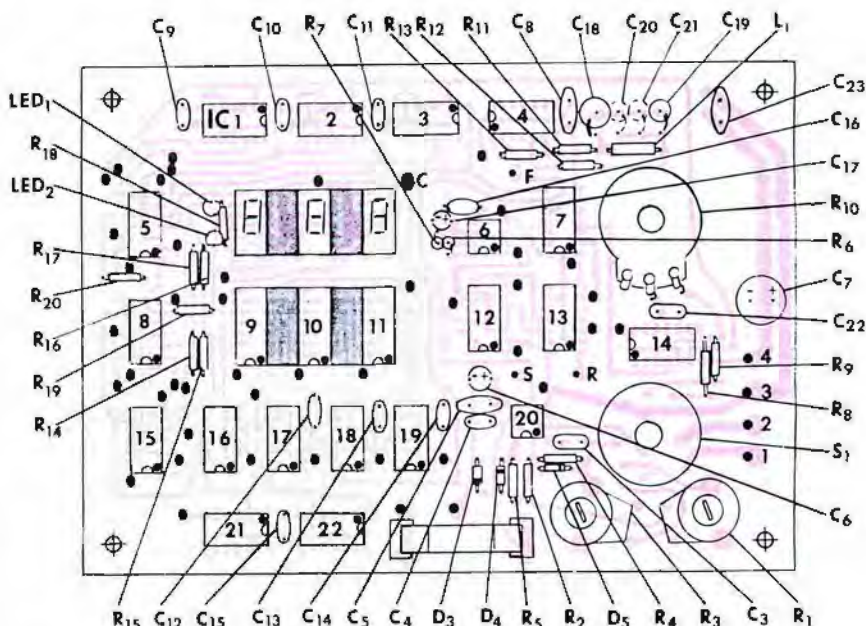 C9 C10 R7 C11 R13 R12 R11 C8 C18 C20 C21 C19 L1
C23
C16
C17
R10
R6
C7
C22
R9
R8
S1
C6
LED1
R18
LED2
R17
R20
R16
R19
R14
IC1 2 3 4
C F
5 6 7
8 9 10 11 12 13 14
S R
4
3
2
1
15 16 17 18 19 20
21 22
R15 C12 C15 C13 C14 C5 C4 D3 D4 R5 R2 D5 R4 R3 C3 R1